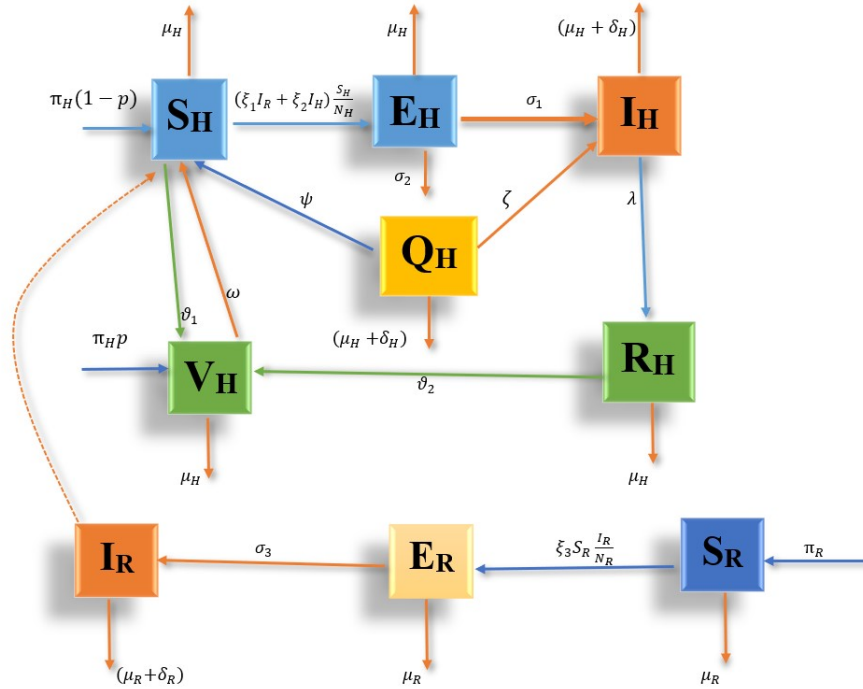 μ_H
μ_H
(μ_H + δ_H)
π_H(1 − p)
S_H
(ξ_1 I_R + ξ_2 I_H) S_H/N_H
E_H
σ_1
I_H
σ_2
ψ
ζ
λ
Q_H
ω
ϑ_1
(μ_H + δ_H)
π_H p
V_H
ϑ_2
R_H
μ_H
μ_H
I_R
σ_3
E_R
ξ_3 S_R I_R/N_R
S_R
π_R
(μ_R + δ_R)
μ_R
μ_R